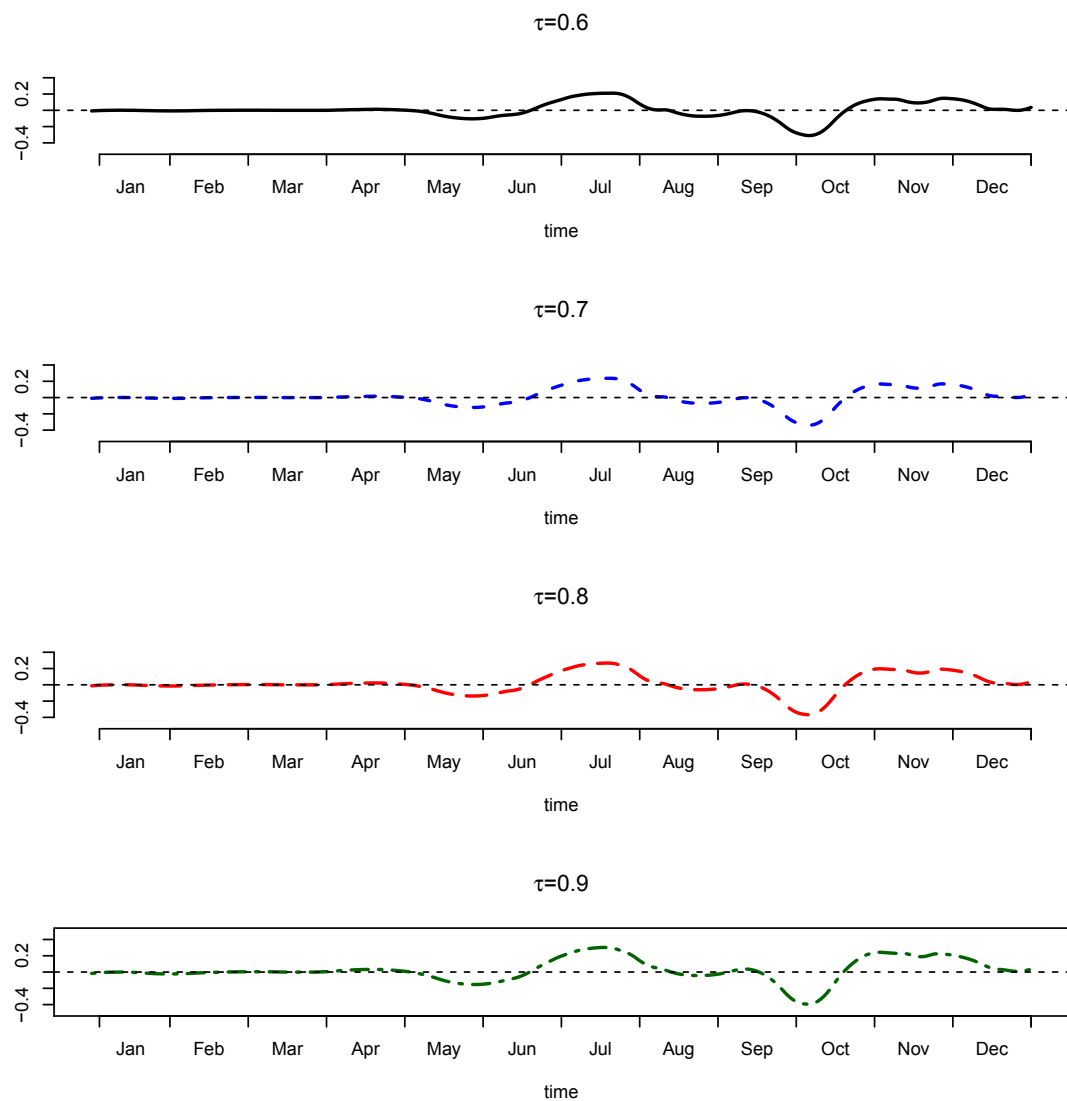 τ=0.6
0.2
−0.4
Jan Feb Mar Apr May Jun Jul Aug Sep Oct Nov Dec
time
τ=0.7
0.2
−0.4
Jan Feb Mar Apr May Jun Jul Aug Sep Oct Nov Dec
time
τ=0.8
0.2
−0.4
Jan Feb Mar Apr May Jun Jul Aug Sep Oct Nov Dec
time
τ=0.9
0.2
−0.4
Jan Feb Mar Apr May Jun Jul Aug Sep Oct Nov Dec
time